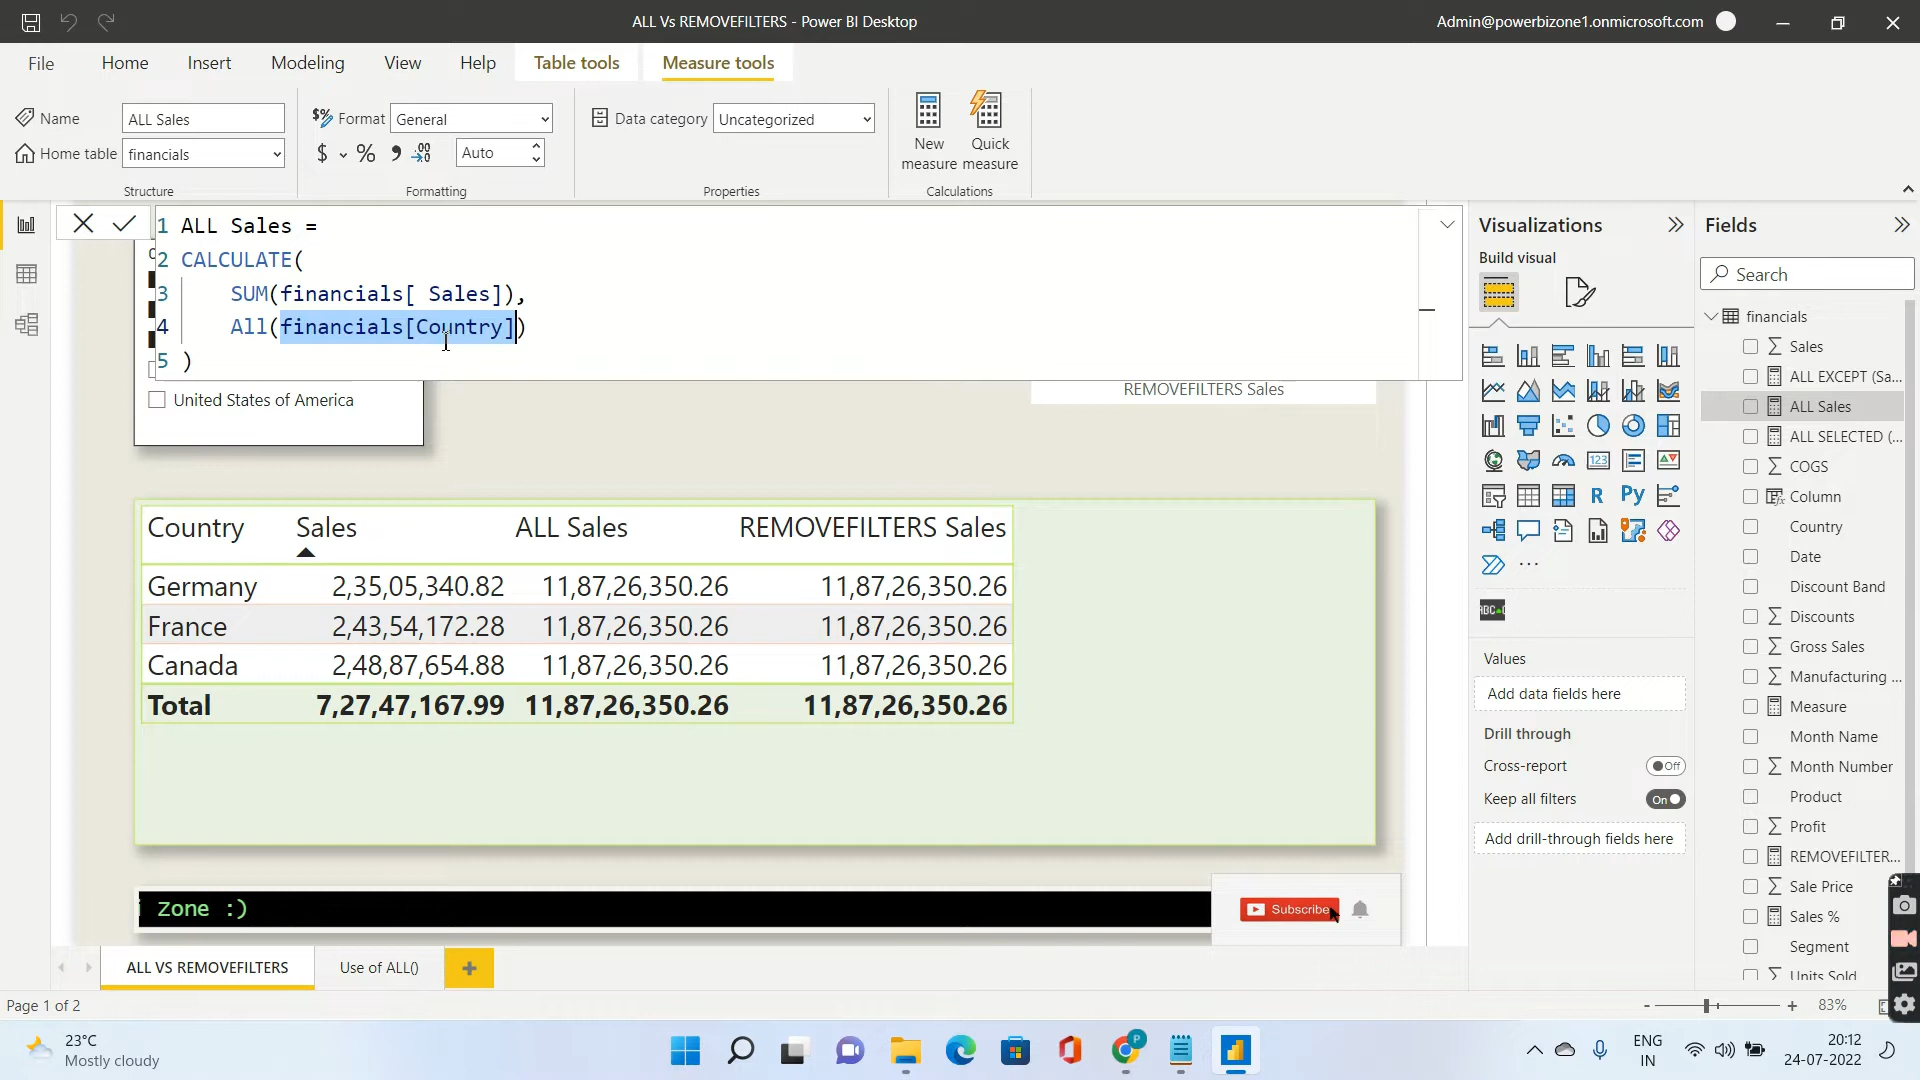 ALL Vs REMOVEFILTERS - Power BI Desktop
Admin@powerbizone1.onmicrosoft.com
File
Home
Insert
Modeling
View
Help
Table tools
Measure tools
Name
ALL Sales
Format
General
Data category
Uncategorized
New
measure
Quick
measure
Home table
financials
$
%
Auto
Structure
Formatting
Properties
Calculations
1 ALL Sales =
2 CALCULATE(
3 SUM(financials[ Sales]),
4 All(financials[Country])
5 )
United States of America
REMOVEFILTERS Sales
Country Sales ALL Sales REMOVEFILTERS Sales
Germany 2,35,05,340.82 11,87,26,350.26 11,87,26,350.26
France 2,43,54,172.28 11,87,26,350.26 11,87,26,350.26
Canada 2,48,87,654.88 11,87,26,350.26 11,87,26,350.26
Total 7,27,47,167.99 11,87,26,350.26 11,87,26,350.26
Zone :)
Subscribe
ALL VS REMOVEFILTERS
Use of ALL()
Page 1 of 2
Visualizations
Build visual
123
R
Py
ABC
Values
Add data fields here
Drill through
Cross-report
Off
Keep all filters
On
Add drill-through fields here
Fields
Search
financials
Sales
ALL EXCEPT (Sa...
ALL Sales
ALL SELECTED (...
COGS
Column
Country
Date
Discount Band
Discounts
Gross Sales
Manufacturing ...
Measure
Month Name
Month Number
Product
Profit
REMOVEFILTER...
Sale Price
Sales %
Segment
Units Sold
83%
23°C
Mostly cloudy
ENG
IN
20:12
24-07-2022